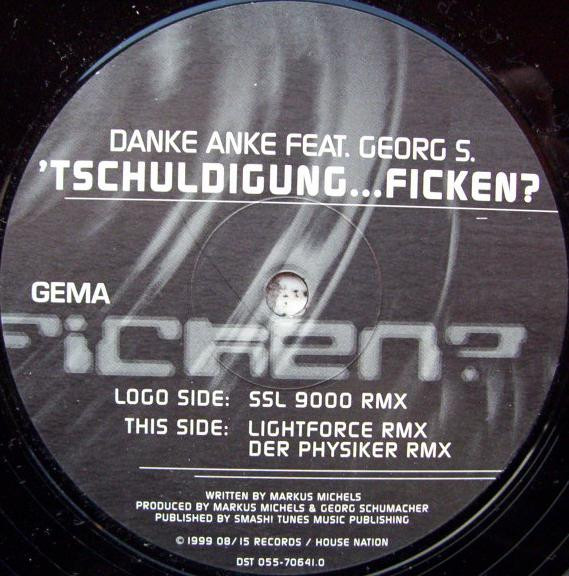 DANKE ANKE FEAT. GEORG S.
'TSCHULDIGUNG...FICKEN?
GEMA
Ficken?
LOGO SIDE: SSL 9000 RMX
THIS SIDE: LIGHTFORCE RMX
DER PHYSIKER RMX
WRITTEN BY MARKUS MICHELS
PRODUCED BY MARKUS MICHELS & GEORG SCHUMACHER
PUBLISHED BY SMASH! TUNES MUSIC PUBLISHING
© 1999 08/15 RECORDS / HOUSE NATION
DST 055-70641.0